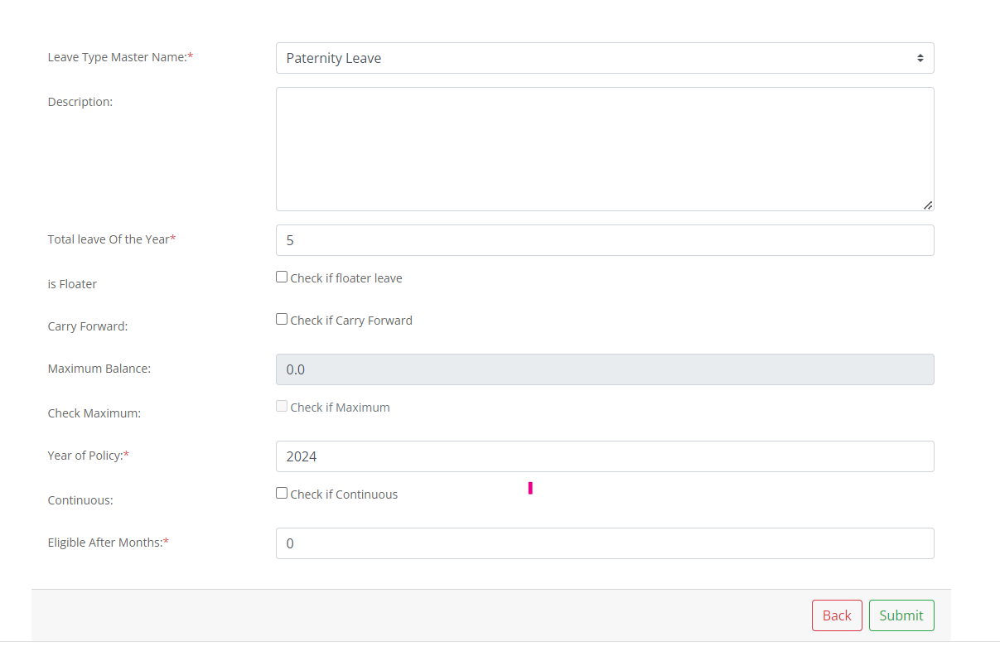 Leave Type Master Name:* Paternity Leave
Description:
Total leave Of the Year* 5
is Floater Check if floater leave
Carry Forward: Check if Carry Forward
Maximum Balance: 0.0
Check Maximum: Check if Maximum
Year of Policy:* 2024
Continuous: Check if Continuous
Eligible After Months:* 0
Back Submit